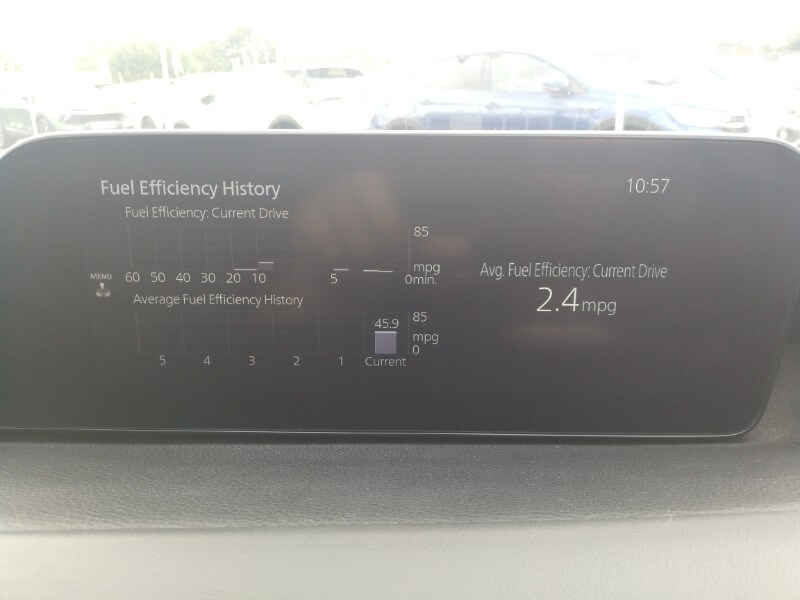 Fuel Efficiency History
10:57
Fuel Efficiency: Current Drive
85
mpg
MENU
60 50 40 30 20 10 5 0min.
Average Fuel Efficiency History
Avg. Fuel Efficiency: Current Drive
2.4 mpg
85
45.9
mpg
0
5 4 3 2 1 Current